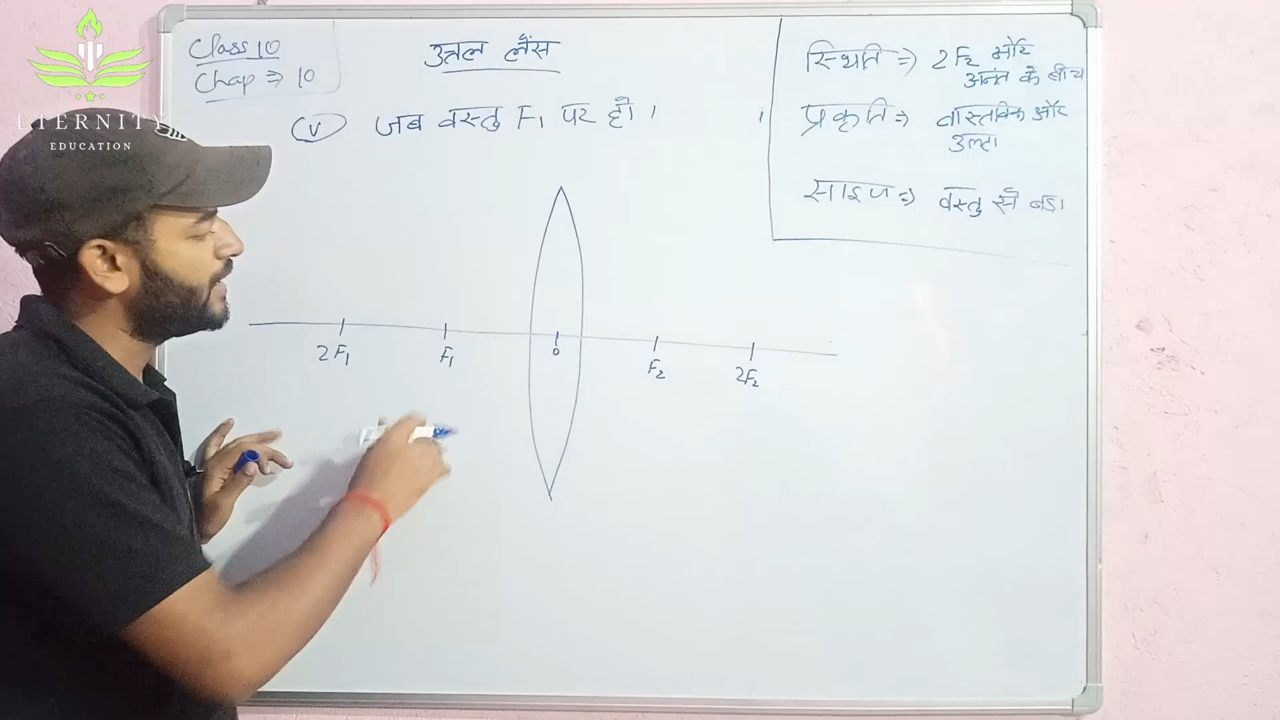 ETERNITY
EDUCATION
Class 10
Chap ⇒ 10
उत्तल लेंस
(v) जब वस्तु F₁ पर हो।
स्थिति ⇒ 2F₂ और
अनंत के बीच
प्रकृति ⇒ वास्तविक और
उल्टा
साइज ⇒ वस्तु से बड़ा
2F₁ F₁ O F₂ 2F₂